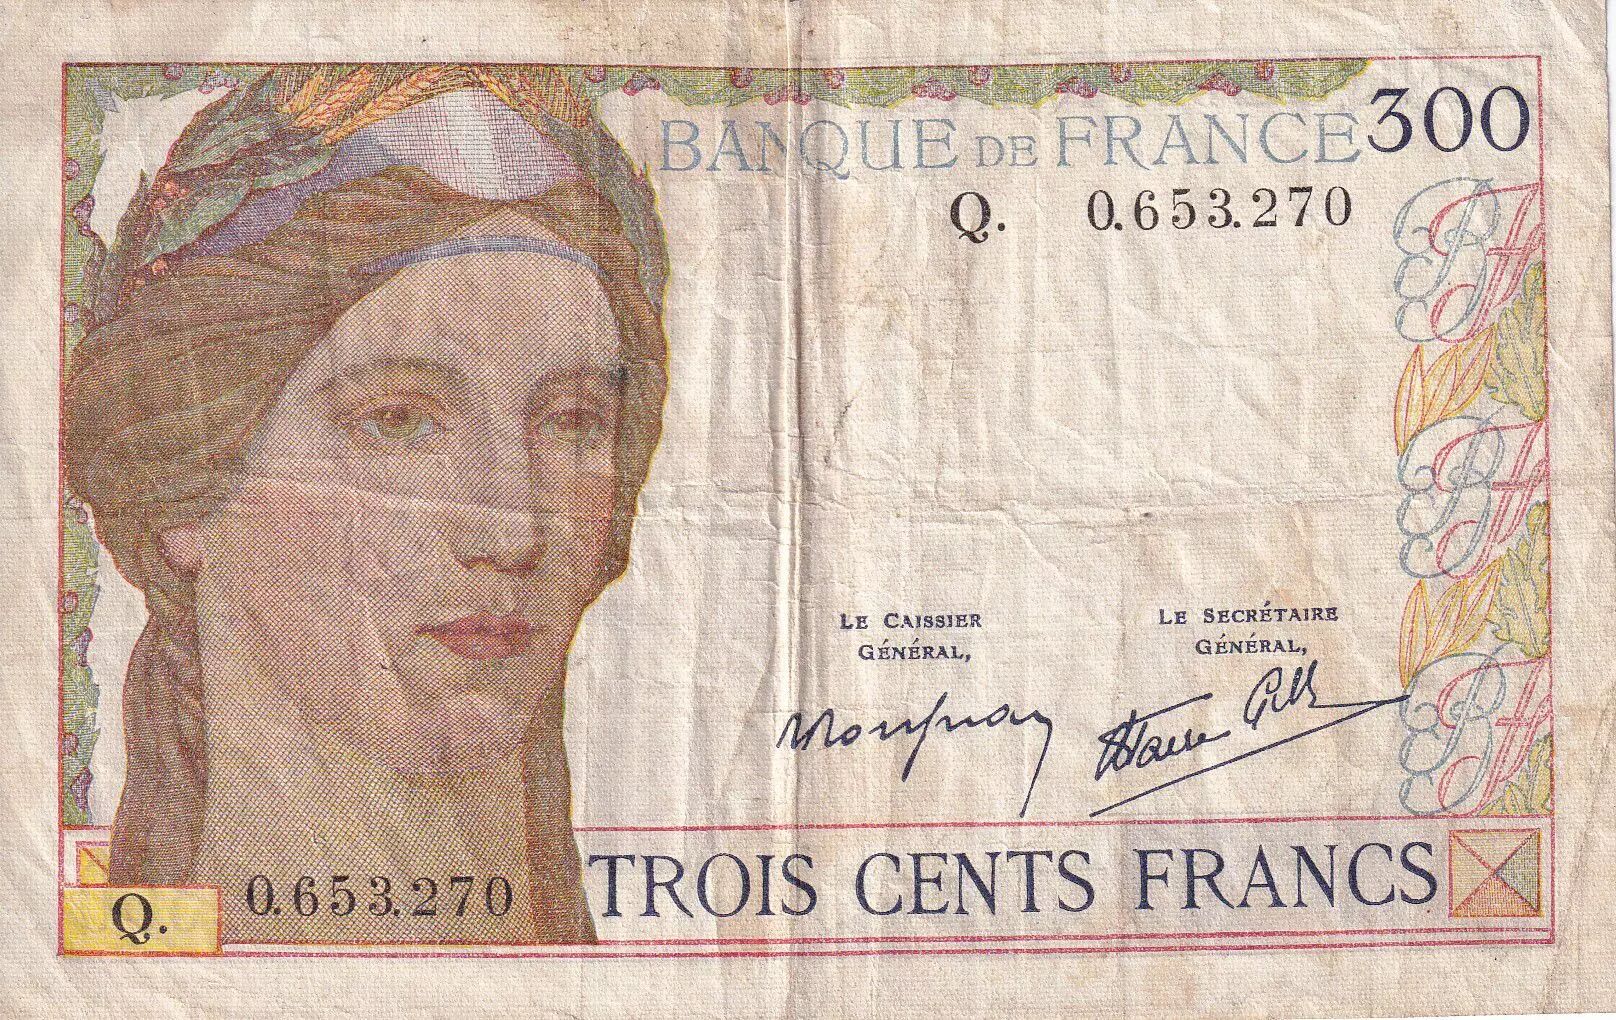 BANQUE DE FRANCE 300
Q. 0.653.270
LE CAISSIER
GÉNÉRAL,
LE SECRÉTAIRE
GÉNÉRAL,
Q. 0.653.270
TROIS CENTS FRANCS